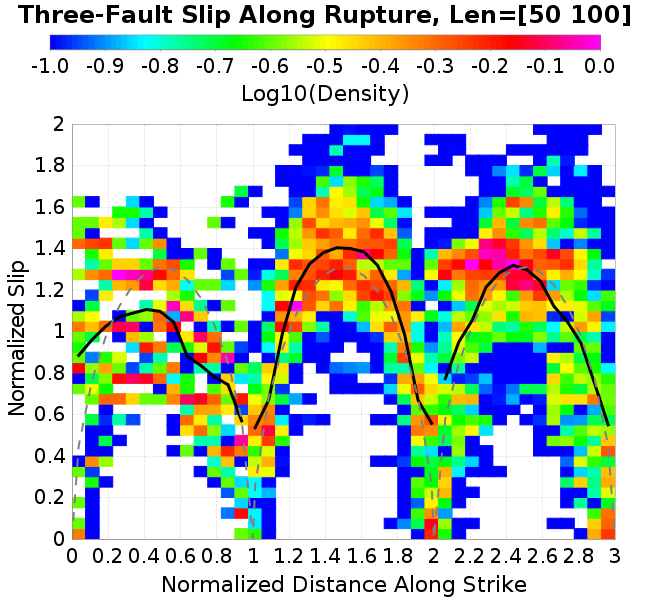 Three-Fault Slip Along Rupture, Len=[50 100]
-1.0 -0.9 -0.8 -0.7 -0.6 -0.5 -0.4 -0.3 -0.2 -0.1 0.0
Log10(Density)
Normalized Slip
2
1.8
1.6
1.4
1.2
1
0.8
0.6
0.4
0.2
0
0 0.2 0.4 0.6 0.8 1 1.2 1.4 1.6 1.8 2 2.2 2.4 2.6 2.8 3
Normalized Distance Along Strike